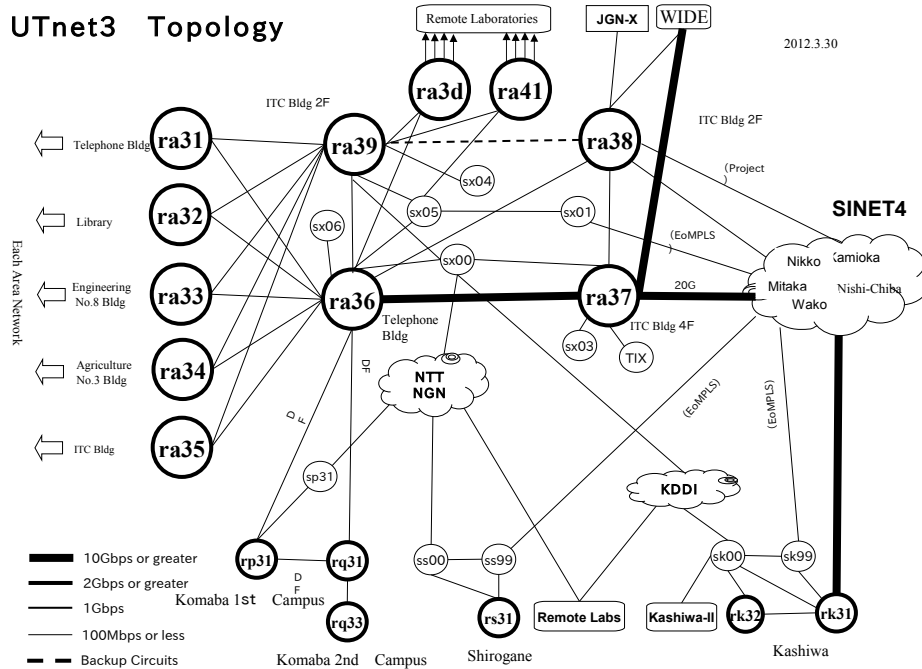 UTnet3 Topology
Remote Laboratories
JGN-X
WIDE
2012.3.30
ra3d
ra41
ITC Bldg 2F
ra31
ra39
ra38
ITC Bldg 2F
Telephone Bldg
(Project
)
sx04
ra32
sx05
sx01
SINET4
Library
sx06
(EoMPLS
)
Each Area Network
sx00
Nikko
Kamioka
Engineering
No.8 Bldg
ra33
ra36
ra37
20G
Mitaka
Nishi-Chiba
Wako
Telephone
Bldg
ITC Bldg 4F
sx03
TIX
Agriculture
No.3 Bldg
ra34
DF
NTT
NGN
(EoMPLS)
(EoMPLS)
D
F
ITC Bldg
ra35
sp31
KDDI
10Gbps or greater
2Gbps or greater
1Gbps
100Mbps or less
Backup Circuits
rp31
rq31
D
F
ss00
ss99
sk00
sk99
Komaba 1st Campus
rq33
rs31
Remote Labs
Kashiwa-II
rk32
rk31
Komaba 2nd Campus
Shirogane
Kashiwa